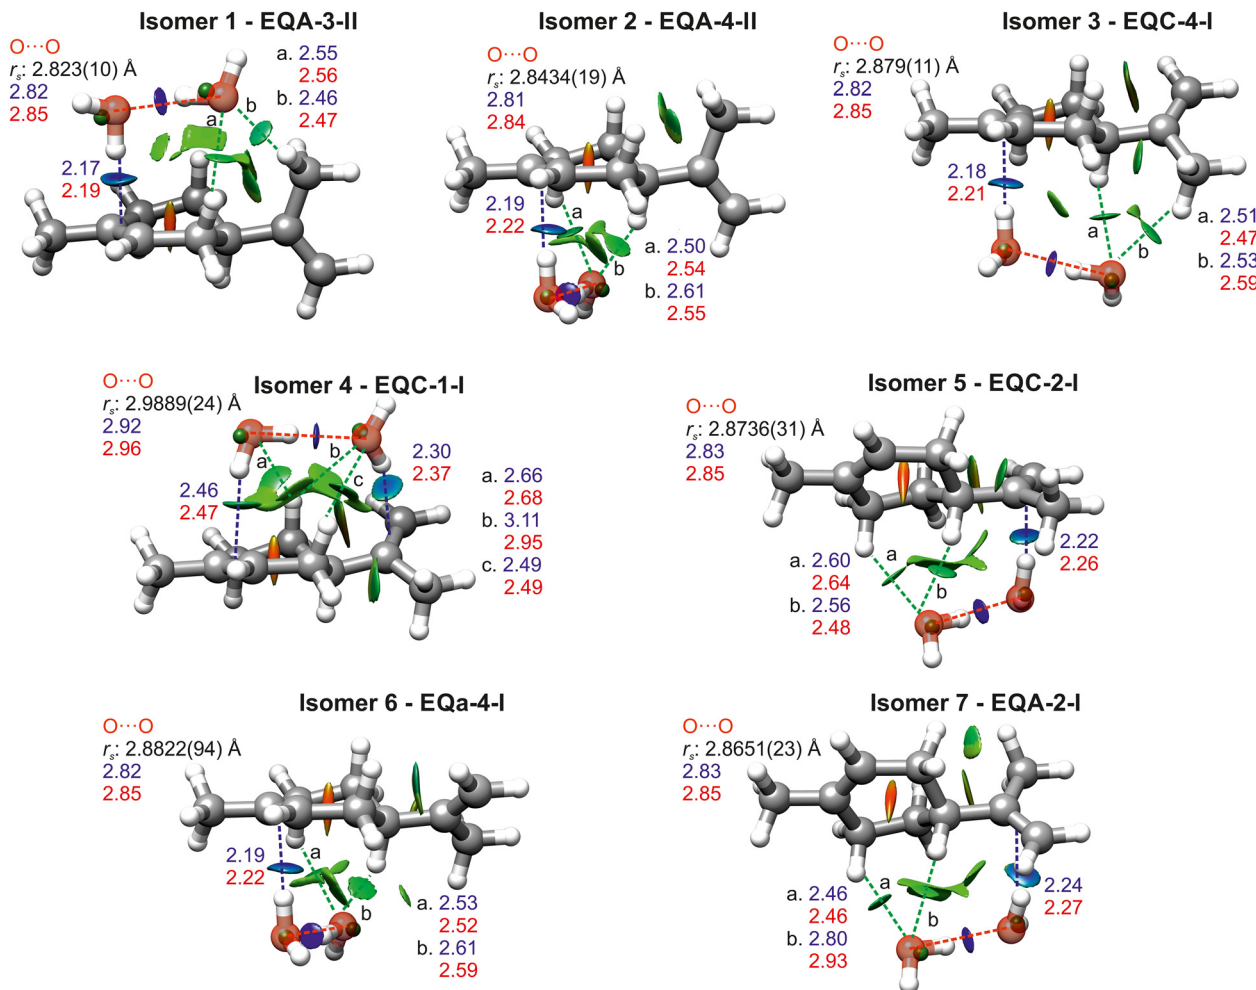 Isomer 1 - EQA-3-II
O···O
rs: 2.823(10) Å
2.82
2.85
a. 2.55
2.56
b. 2.46
2.47
b
a
2.17
2.19
Isomer 2 - EQA-4-II
O···O
rs: 2.8434(19) Å
2.81
2.84
2.19
2.22
a
b
a. 2.50
2.54
b. 2.61
2.55
Isomer 3 - EQC-4-I
O···O
rs: 2.879(11) Å
2.82
2.85
2.18
2.21
a
b
a. 2.51
2.47
b. 2.53
2.59
Isomer 4 - EQC-1-I
O···O
rs: 2.9889(24) Å
2.92
2.96
a
b
c
2.30
2.37
2.46
2.47
a. 2.66
2.68
b. 3.11
2.95
c. 2.49
2.49
Isomer 5 - EQC-2-I
O···O
rs: 2.8736(31) Å
2.83
2.85
a
b
2.22
2.26
a. 2.60
2.64
b. 2.56
2.48
Isomer 6 - EQa-4-I
O···O
rs: 2.8822(94) Å
2.82
2.85
2.19
2.22
a
b
a. 2.53
2.52
b. 2.61
2.59
Isomer 7 - EQA-2-I
O···O
rs: 2.8651(23) Å
2.83
2.85
a
b
2.24
2.27
a. 2.46
2.46
b. 2.80
2.93